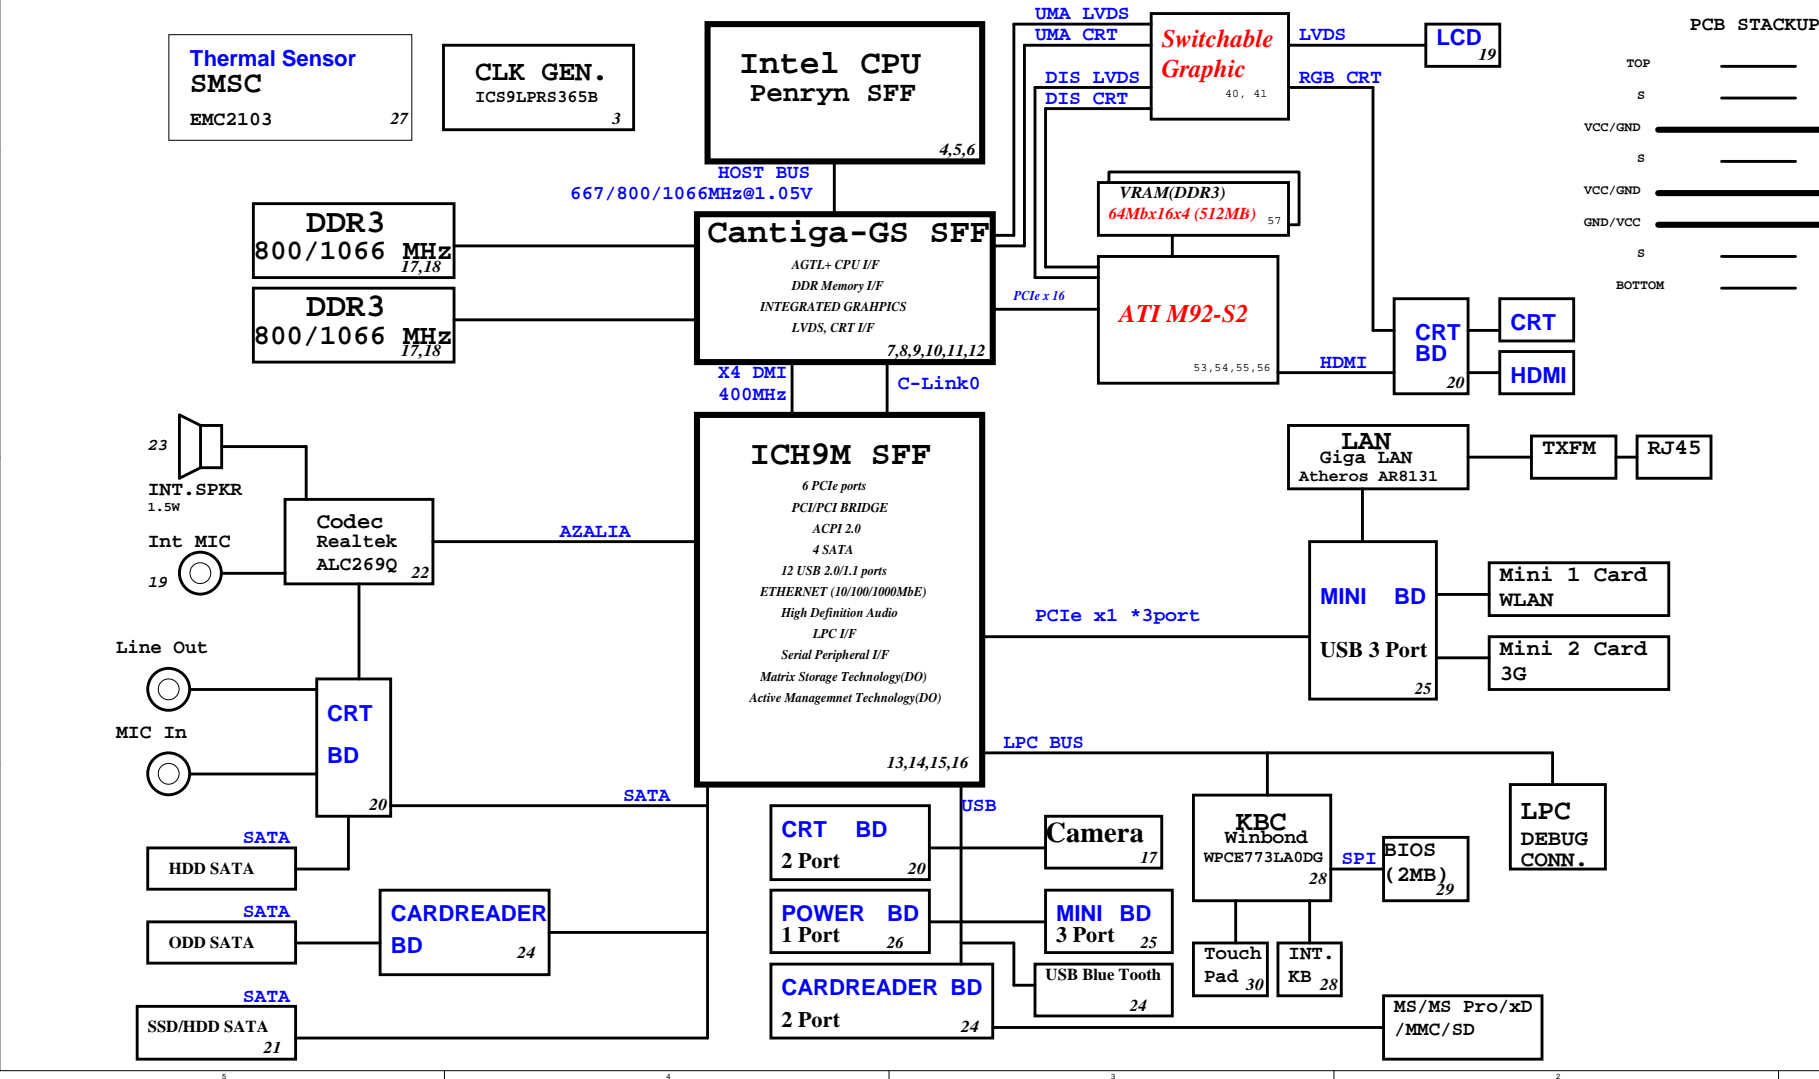 Thermal Sensor
SMSC
EMC2103
27
CLK GEN.
ICS9LPRS365B
3
Intel CPU
Penryn SFF
4,5,6
UMA LVDS
UMA CRT
DIS LVDS
DIS CRT
Switchable
Graphic
40, 41
LVDS
RGB CRT
LCD
19
PCB STACKUP
TOP
S
VCC/GND
S
VCC/GND
GND/VCC
S
BOTTOM
HOST BUS
667/800/1066MHz@1.05V
DDR3
800/1066 MHz
17,18
DDR3
800/1066 MHz
17,18
Cantiga-GS SFF
AGTL+ CPU I/F
DDR Memory I/F
INTEGRATED GRAHPICS
LVDS, CRT I/F
7,8,9,10,11,12
VRAM(DDR3)
64Mbx16x4 (512MB)
57
PCIe x 16
ATI M92-S2
53,54,55,56
HDMI
CRT
BD
20
CRT
HDMI
X4 DMI
400MHz
C-Link0
ICH9M SFF
6 PCIe ports
PCI/PCI BRIDGE
ACPI 2.0
4 SATA
12 USB 2.0/1.1 ports
ETHERNET (10/100/1000MbE)
High Definition Audio
LPC I/F
Serial Peripheral I/F
Matrix Storage Technology(DO)
Active Managemnet Technology(DO)
13,14,15,16
23
INT.SPKR
1.5W
Int MIC
19
Codec
Realtek
ALC269Q
22
AZALIA
Line Out
MIC In
CRT
BD
20
SATA
SATA
HDD SATA
SATA
ODD SATA
CARDREADER
BD
24
SATA
SSD/HDD SATA
21
LAN
Giga LAN
Atheros AR8131
TXFM
RJ45
PCIe x1 *3port
MINI BD
USB 3 Port
25
Mini 1 Card
WLAN
Mini 2 Card
3G
LPC BUS
USB
CRT BD
2 Port
20
Camera
17
POWER BD
1 Port
26
MINI BD
3 Port
25
CARDREADER BD
2 Port
24
USB Blue Tooth
24
KBC
Winbond
WPCE773LA0DG
28
SPI
BIOS
(2MB)
29
LPC
DEBUG
CONN.
Touch
Pad
30
INT.
KB
28
MS/MS Pro/xD
/MMC/SD
5
4
3
2